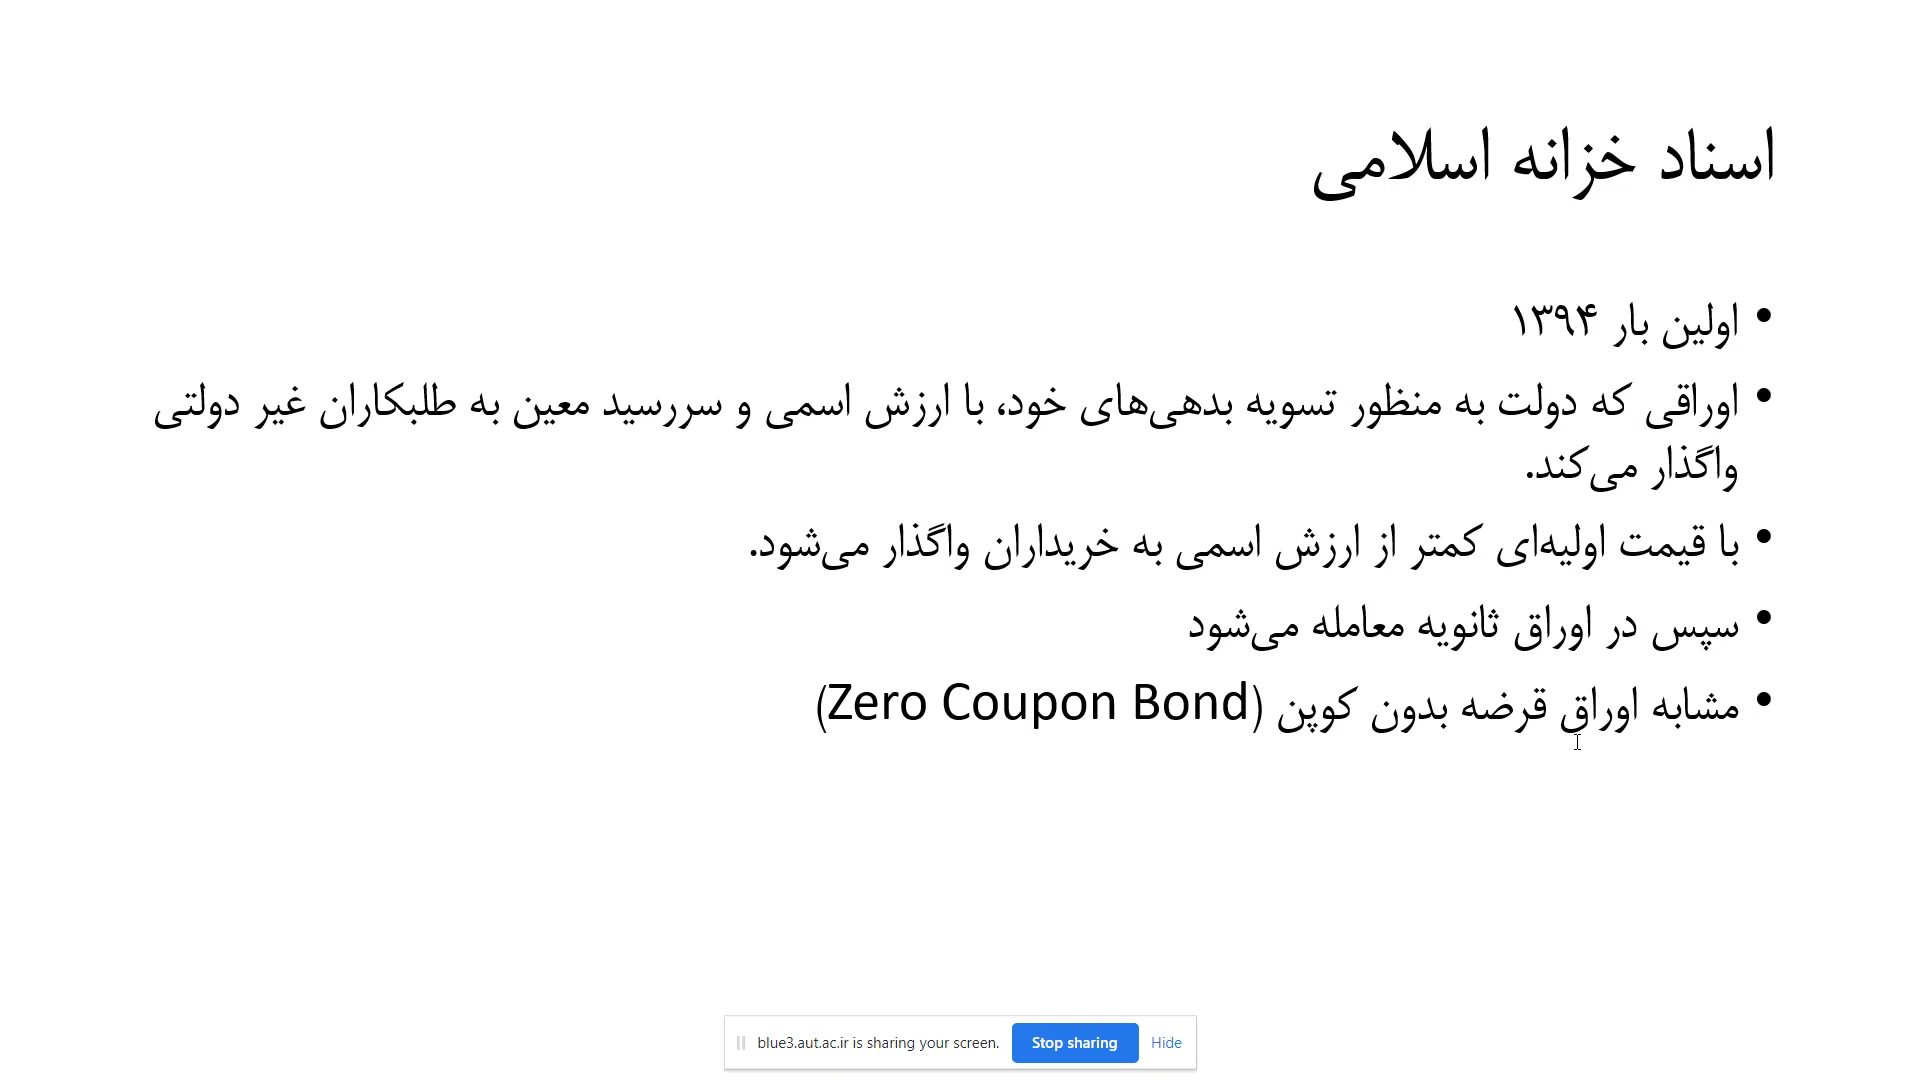 اسناد خزانه اسلامی
• اولین بار ۱۳۹۴
• اوراقی که دولت به منظور تسویه بدهی‌های خود، با ارزش اسمی و سررسید معین به طلبکاران غیر دولتی
واگذار می‌کند.
• با قیمت اولیه‌ای کمتر از ارزش اسمی به خریداران واگذار می‌شود.
• سپس در اوراق ثانویه معامله می‌شود
• مشابه اوراق قرضه بدون کوپن (Zero Coupon Bond)
blue3.aut.ac.ir is sharing your screen. Stop sharing Hide